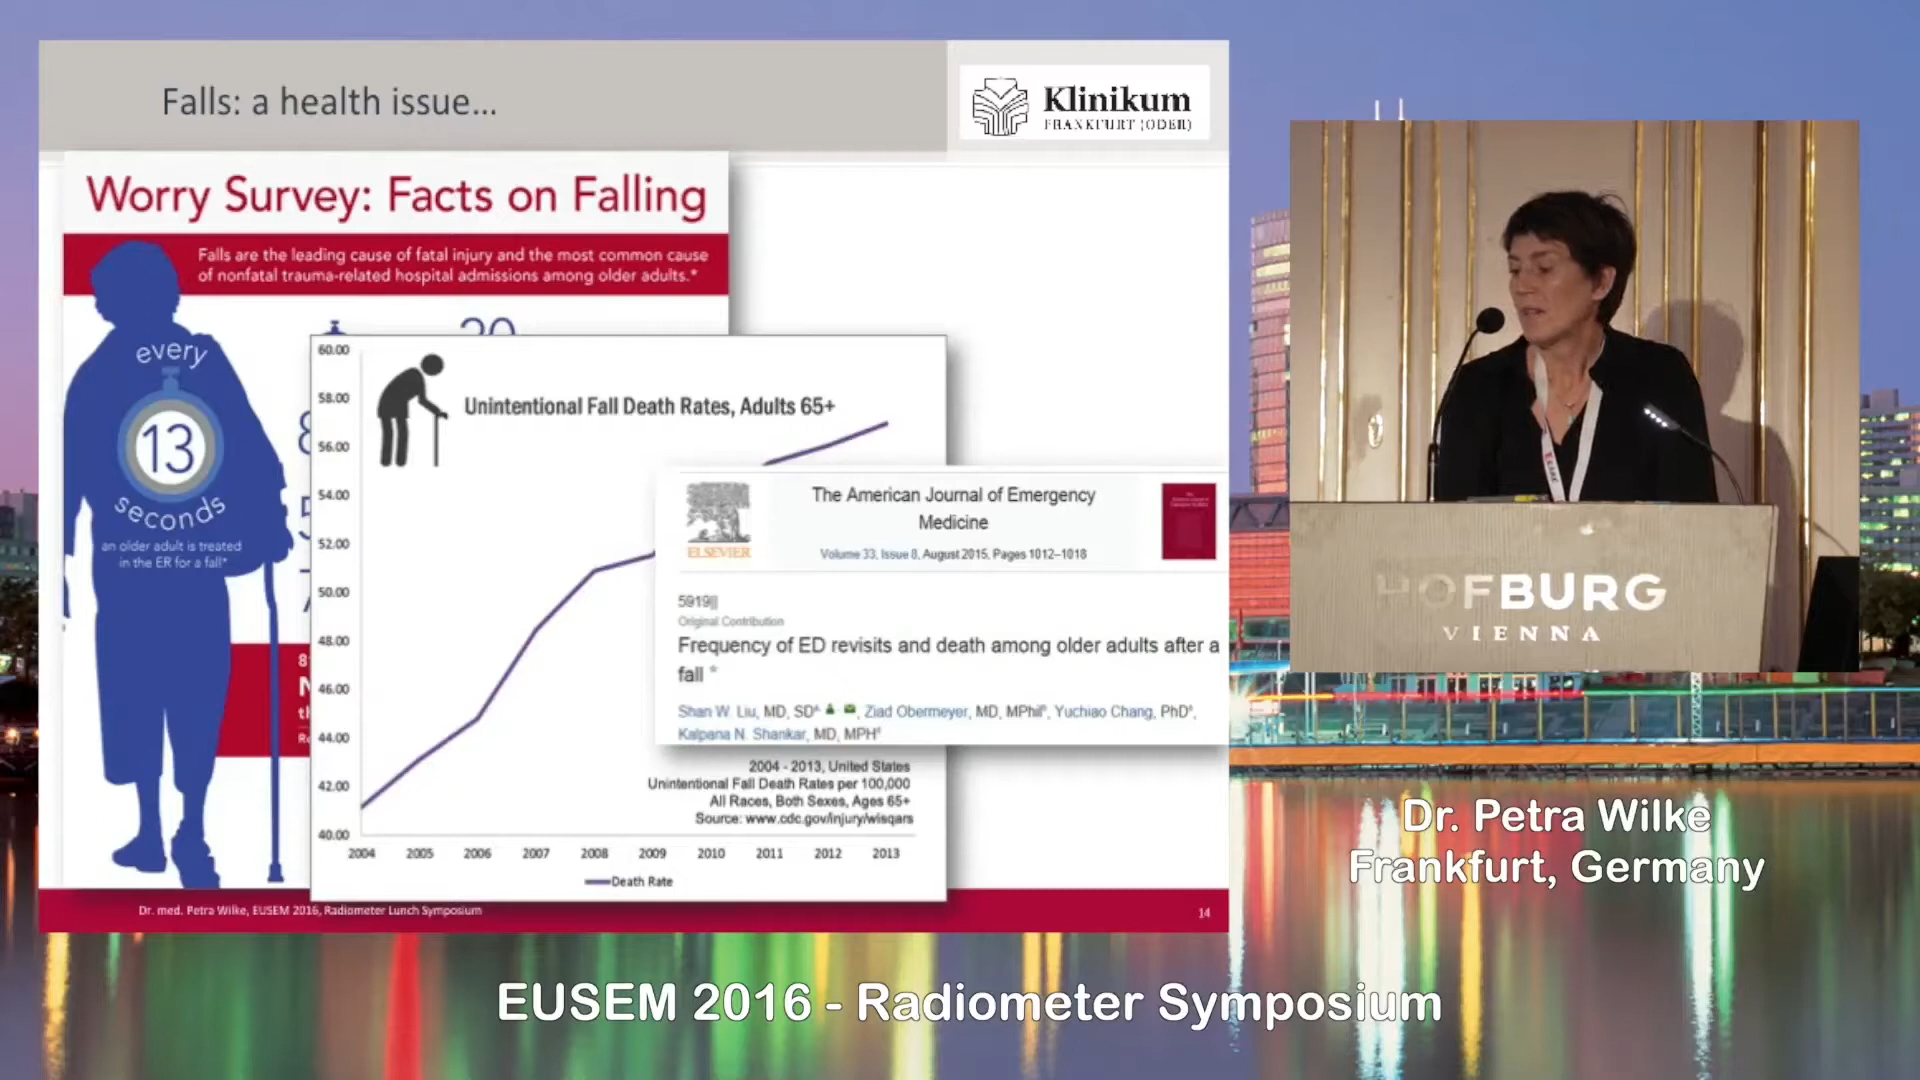 Falls: a health issue...
Klinikum
FRANKFURT (ODER)
Worry Survey: Facts on Falling
Falls are the leading cause of fatal injury and the most common cause
of nonfatal trauma-related hospital admissions among older adults.*
every
13
seconds
an older adult is treated
in the ER for a fall*
Unintentional Fall Death Rates, Adults 65+
60.00
58.00
56.00
54.00
52.00
50.00
48.00
46.00
44.00
42.00
40.00
2004 2005 2006 2007 2008 2009 2010 2011 2012 2013
Death Rate
ELSEVIER
The American Journal of Emergency
Medicine
Volume 33, Issue 8, August 2015, Pages 1012–1018
Original Contribution
Frequency of ED revisits and death among older adults after a
fall *
Shan W. Liu, MD, SD, Ziad Obermeyer, MD, MPhil, Yuchiao Chang, PhD,
Kalpana N. Shankar, MD, MPH
2004 - 2013, United States
Unintentional Fall Death Rates per 100,000
All Races, Both Sexes, Ages 65+
Source: www.cdc.gov/injury/wisqars
Dr. med. Petra Wilke, EUSEM 2016, Radiometer Lunch Symposium
14
HOFBURG
VIENNA
Dr. Petra Wilke
Frankfurt, Germany
EUSEM 2016 - Radiometer Symposium